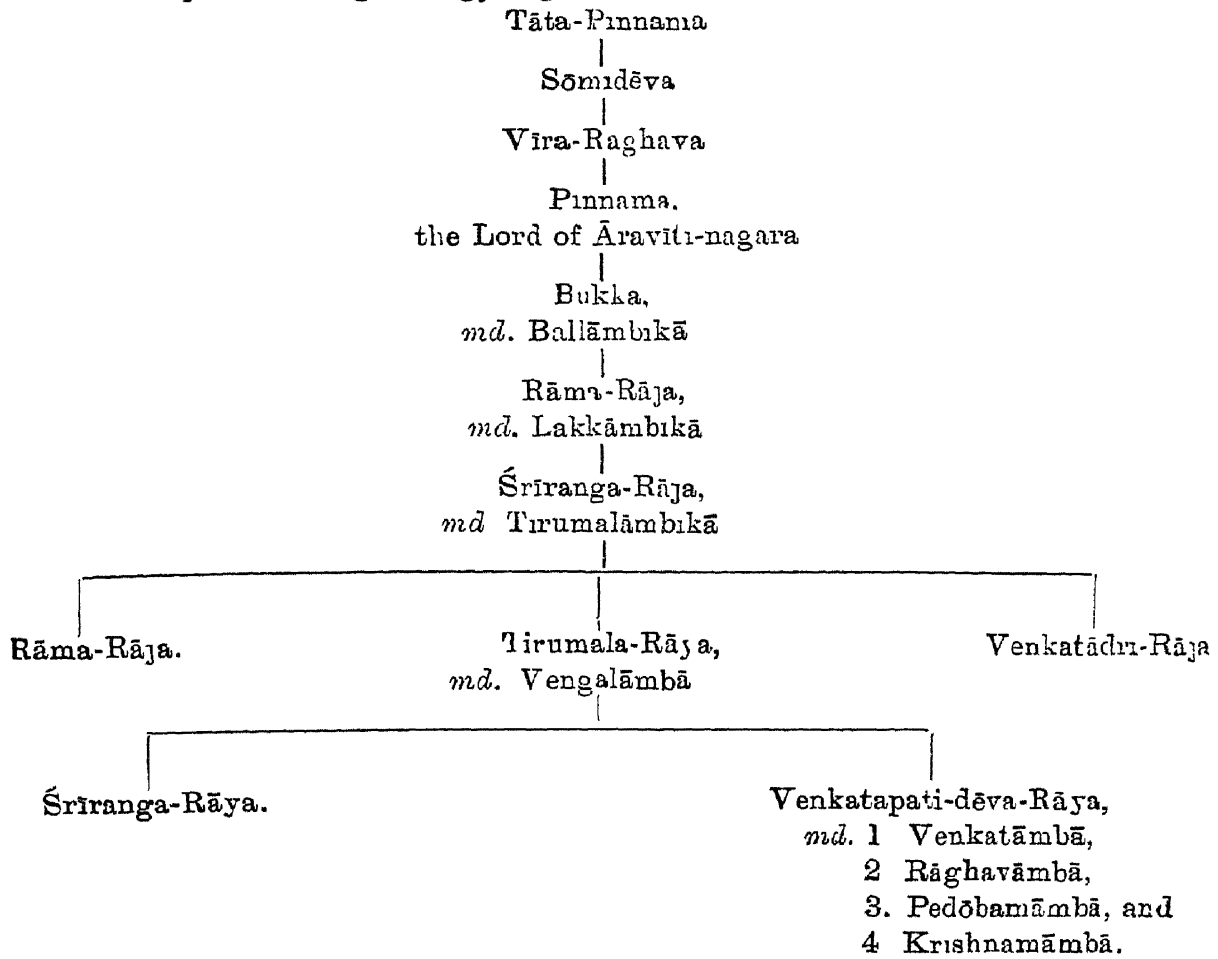 Tāta-Pinnama
Sōmidēva
Vīra-Raghava
Pinnama.
the Lord of Āravīti-nagara
Bukka,
md. Ballāmbikā
Rāma-Rāja,
md. Lakkāmbikā
Śrīranga-Rāja,
md Tirumalāmbikā
Rāma-Rāja. Tirumala-Rāya, Venkatādri-Rāja
md. Vengalāmbā
Śrīranga-Rāya. Venkatapati-dēva-Rāya,
md. 1 Venkatāmbā,
2 Rāghavāmbā,
3. Pedōbamāmbā, and
4 Krishnamāmbā.